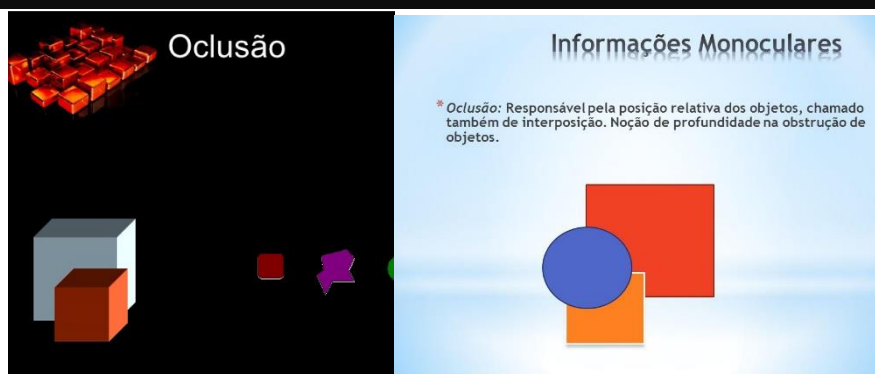 Oclusão
Informações Monoculares
* Oclusão: Responsável pela posição relativa dos objetos, chamado
também de interposição. Noção de profundidade na obstrução de
objetos.